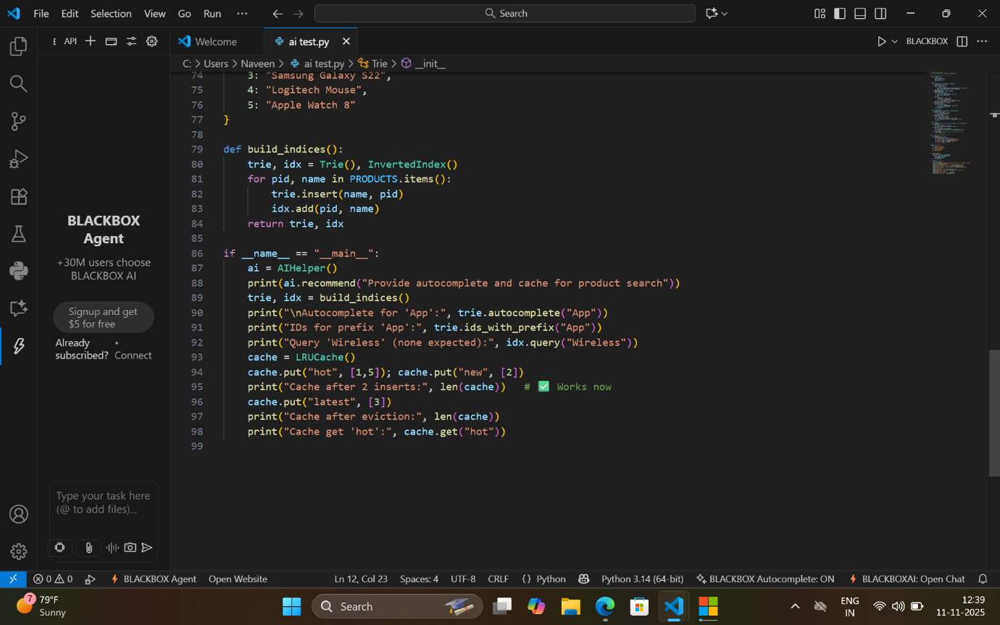 File Edit Selection View Go Run ··· Search
API Welcome ai test.py BLACKBOX
C: > Users > Naveen > ai test.py > Trie > __init__
74 3: "Samsung Galaxy S22",
75 4: "Logitech Mouse",
76 5: "Apple Watch 8"
77 }
78
79 def build_indices():
80 trie, idx = Trie(), InvertedIndex()
81 for pid, name in PRODUCTS.items():
82 trie.insert(name, pid)
83 idx.add(pid, name)
84 return trie, idx
85
86 if __name__ == "__main__":
87 ai = AIHelper()
88 print(ai.recommend("Provide autocomplete and cache for product search"))
89 trie, idx = build_indices()
90 print("\nAutocomplete for 'App':", trie.autocomplete("App"))
91 print("IDs for prefix 'App':", trie.ids_with_prefix("App"))
92 print("Query 'Wireless' (none expected):", idx.query("Wireless"))
93 cache = LRUCache()
94 cache.put("hot", [1,5]); cache.put("new", [2])
95 print("Cache after 2 inserts:", len(cache)) # ✅ Works now
96 cache.put("latest", [3])
97 print("Cache after eviction:", len(cache))
98 print("Cache get 'hot':", cache.get("hot"))
99
BLACKBOX
Agent
+30M users choose
BLACKBOX AI
Signup and get
$5 for free
Already •
subscribed? Connect
Type your task here
(@ to add files)...
0 0 BLACKBOX Agent Open Website Ln 12, Col 23 Spaces: 4 UTF-8 CRLF {} Python Python 3.14 (64-bit) BLACKBOX Autocomplete: ON BLACKBOXAI: Open Chat
7 79°F
Sunny
Search
ENG
IN
12:39
11-11-2025